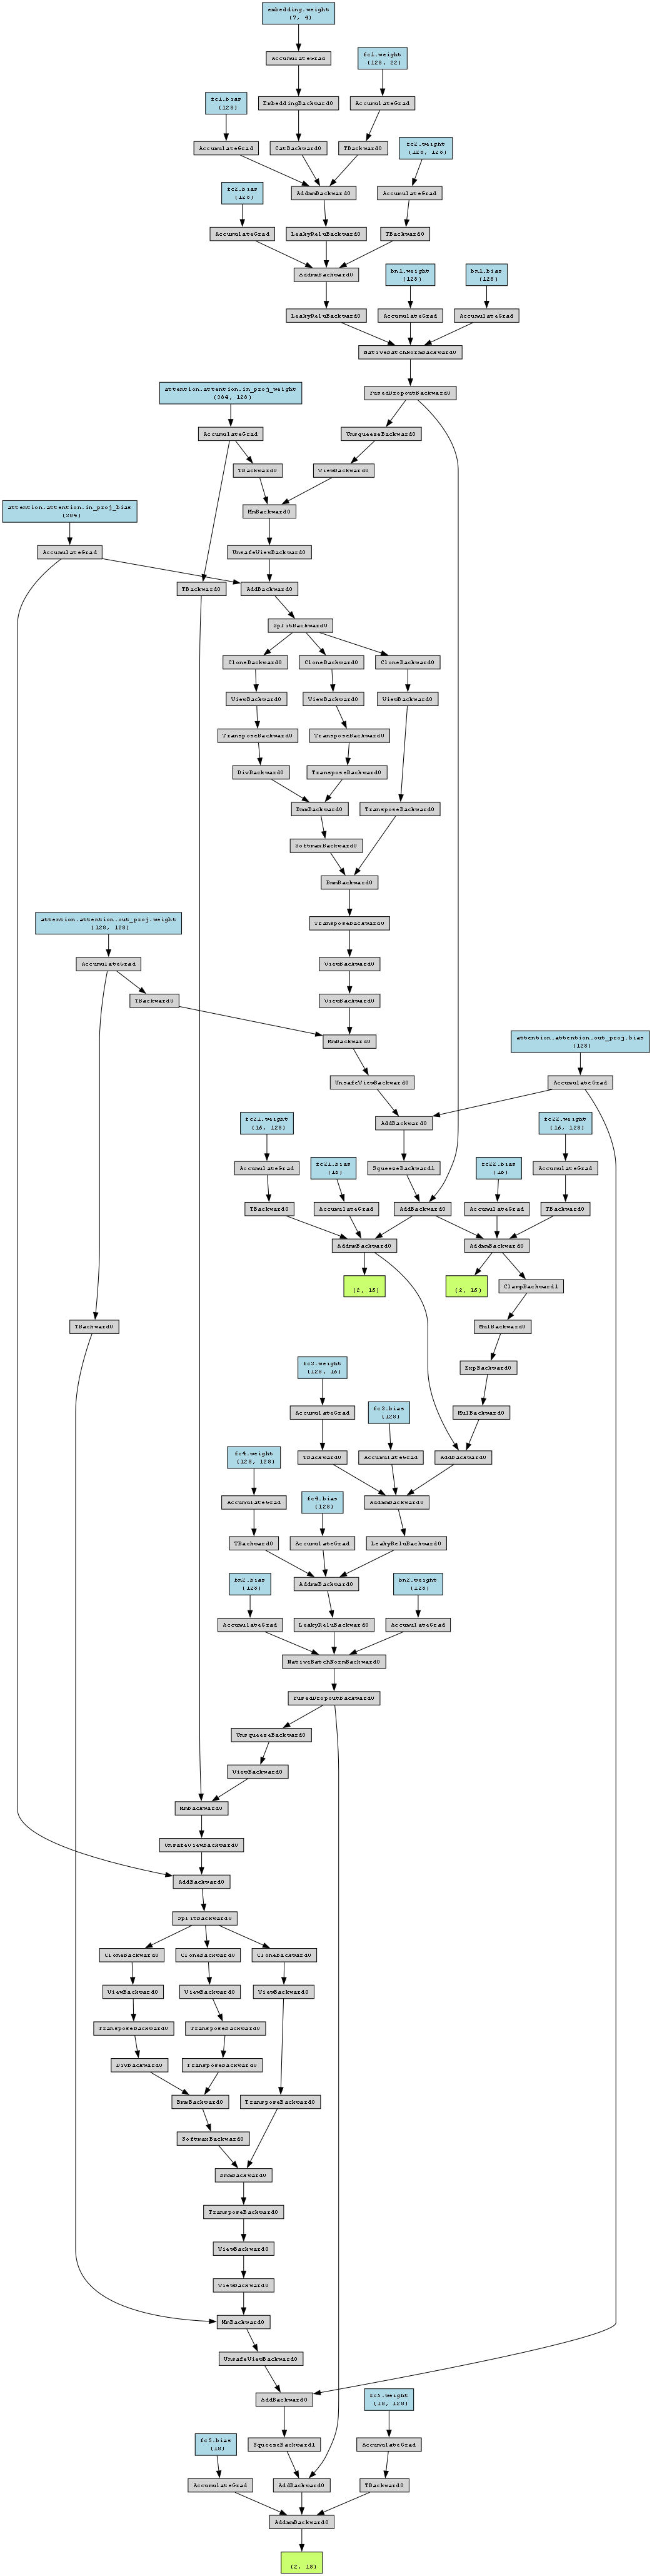 embedding.weight
(7, 4)
AccumulateGrad
fc1.weight
(128, 22)
fc1.bias
(128)
EmbeddingBackward0
AccumulateGrad
AccumulateGrad
CatBackward0
TBackward0
fc2.weight
(128, 128)
fc2.bias
(128)
AddmmBackward0
AccumulateGrad
AccumulateGrad
LeakyReluBackward0
TBackward0
AddmmBackward0
bn1.weight
(128)
bn1.bias
(128)
LeakyReluBackward0
AccumulateGrad
AccumulateGrad
NativeBatchNormBackward0
attention.attention.in_proj_weight
(384, 128)
FusedDropoutBackward0
AccumulateGrad
UnsqueezeBackward0
TBackward0
ViewBackward0
attention.attention.in_proj_bias
(384)
MmBackward0
AccumulateGrad
UnsafeViewBackward0
TBackward0
AddBackward0
SplitBackward0
CloneBackward0
CloneBackward0
CloneBackward0
ViewBackward0
ViewBackward0
ViewBackward0
TransposeBackward0
TransposeBackward0
DivBackward0
TransposeBackward0
BmmBackward0
TransposeBackward0
SoftmaxBackward0
BmmBackward0
attention.attention.out_proj.weight
(128, 128)
TransposeBackward0
AccumulateGrad
ViewBackward0
TBackward0
ViewBackward0
MmBackward0
attention.attention.out_proj.bias
(128)
UnsafeViewBackward0
AccumulateGrad
fc21.weight
(16, 128)
AddBackward0
fc22.weight
(16, 128)
AccumulateGrad
fc21.bias
(16)
SqueezeBackward1
fc22.bias
(16)
AccumulateGrad
TBackward0
AccumulateGrad
AddBackward0
AccumulateGrad
TBackward0
AddmmBackward0
AddmmBackward0
(2, 16)
(2, 16)
ClampBackward1
TBackward0
MulBackward0
fc3.weight
(128, 16)
ExpBackward0
AccumulateGrad
fc3.bias
(128)
MulBackward0
fc4.weight
(128, 128)
TBackward0
AccumulateGrad
AddBackward0
AccumulateGrad
fc4.bias
(128)
AddmmBackward0
TBackward0
AccumulateGrad
LeakyReluBackward0
bn2.bias
(128)
AddmmBackward0
bn2.weight
(128)
AccumulateGrad
LeakyReluBackward0
AccumulateGrad
NativeBatchNormBackward0
FusedDropoutBackward0
UnsqueezeBackward0
ViewBackward0
MmBackward0
UnsafeViewBackward0
AddBackward0
SplitBackward0
CloneBackward0
CloneBackward0
CloneBackward0
ViewBackward0
ViewBackward0
ViewBackward0
TransposeBackward0
TransposeBackward0
DivBackward0
TransposeBackward0
BmmBackward0
TransposeBackward0
SoftmaxBackward0
BmmBackward0
TransposeBackward0
ViewBackward0
ViewBackward0
MmBackward0
UnsafeViewBackward0
AddBackward0
fc5.weight
(18, 128)
fc5.bias
(18)
SqueezeBackward1
AccumulateGrad
AccumulateGrad
AddBackward0
TBackward0
AddmmBackward0
(2, 18)